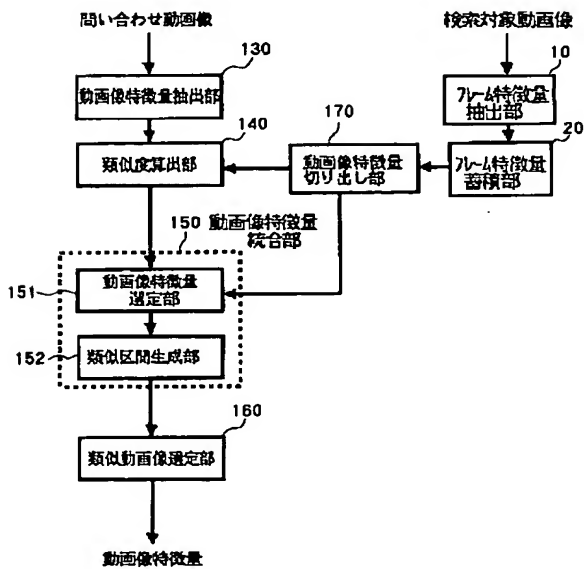 問い合わせ動画像
検索対象動画像
130
10
動画像特徴量抽出部
フレーム特徴量
抽出部
140
170
20
類似度算出部
動画像特徴量
切り出し部
フレーム特徴量
蓄積部
150
動画像特徴量
統合部
151
動画像特徴量
選定部
152
類似区間生成部
160
類似動画像選定部
動画像特徴量